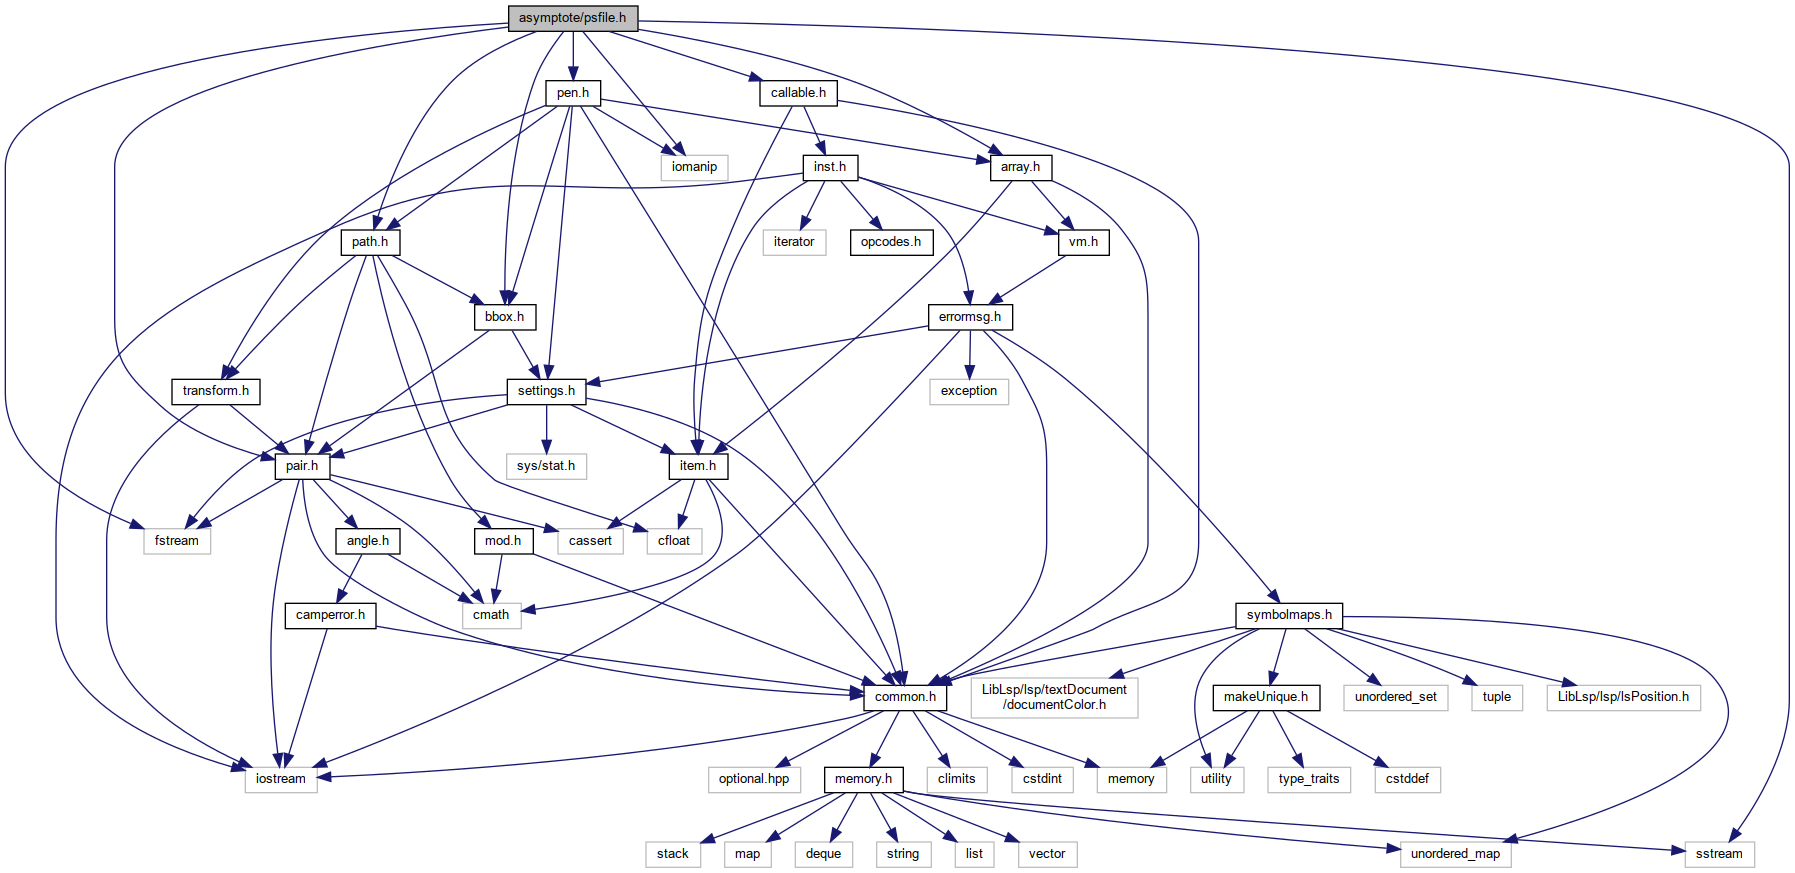 asymptote/psfile.h
pen.h
callable.h
iomanip
inst.h
array.h
path.h
iterator
opcodes.h
vm.h
bbox.h
errormsg.h
transform.h
settings.h
exception
pair.h
sys/stat.h
item.h
fstream
angle.h
mod.h
cassert
cfloat
camperror.h
cmath
symbolmaps.h
common.h
LibLsp/lsp/textDocument
/documentColor.h
makeUnique.h
unordered_set
tuple
LibLsp/lsp/lsPosition.h
iostream
optional.hpp
memory.h
climits
cstdint
memory
utility
type_traits
cstddef
stack
map
deque
string
list
vector
unordered_map
sstream